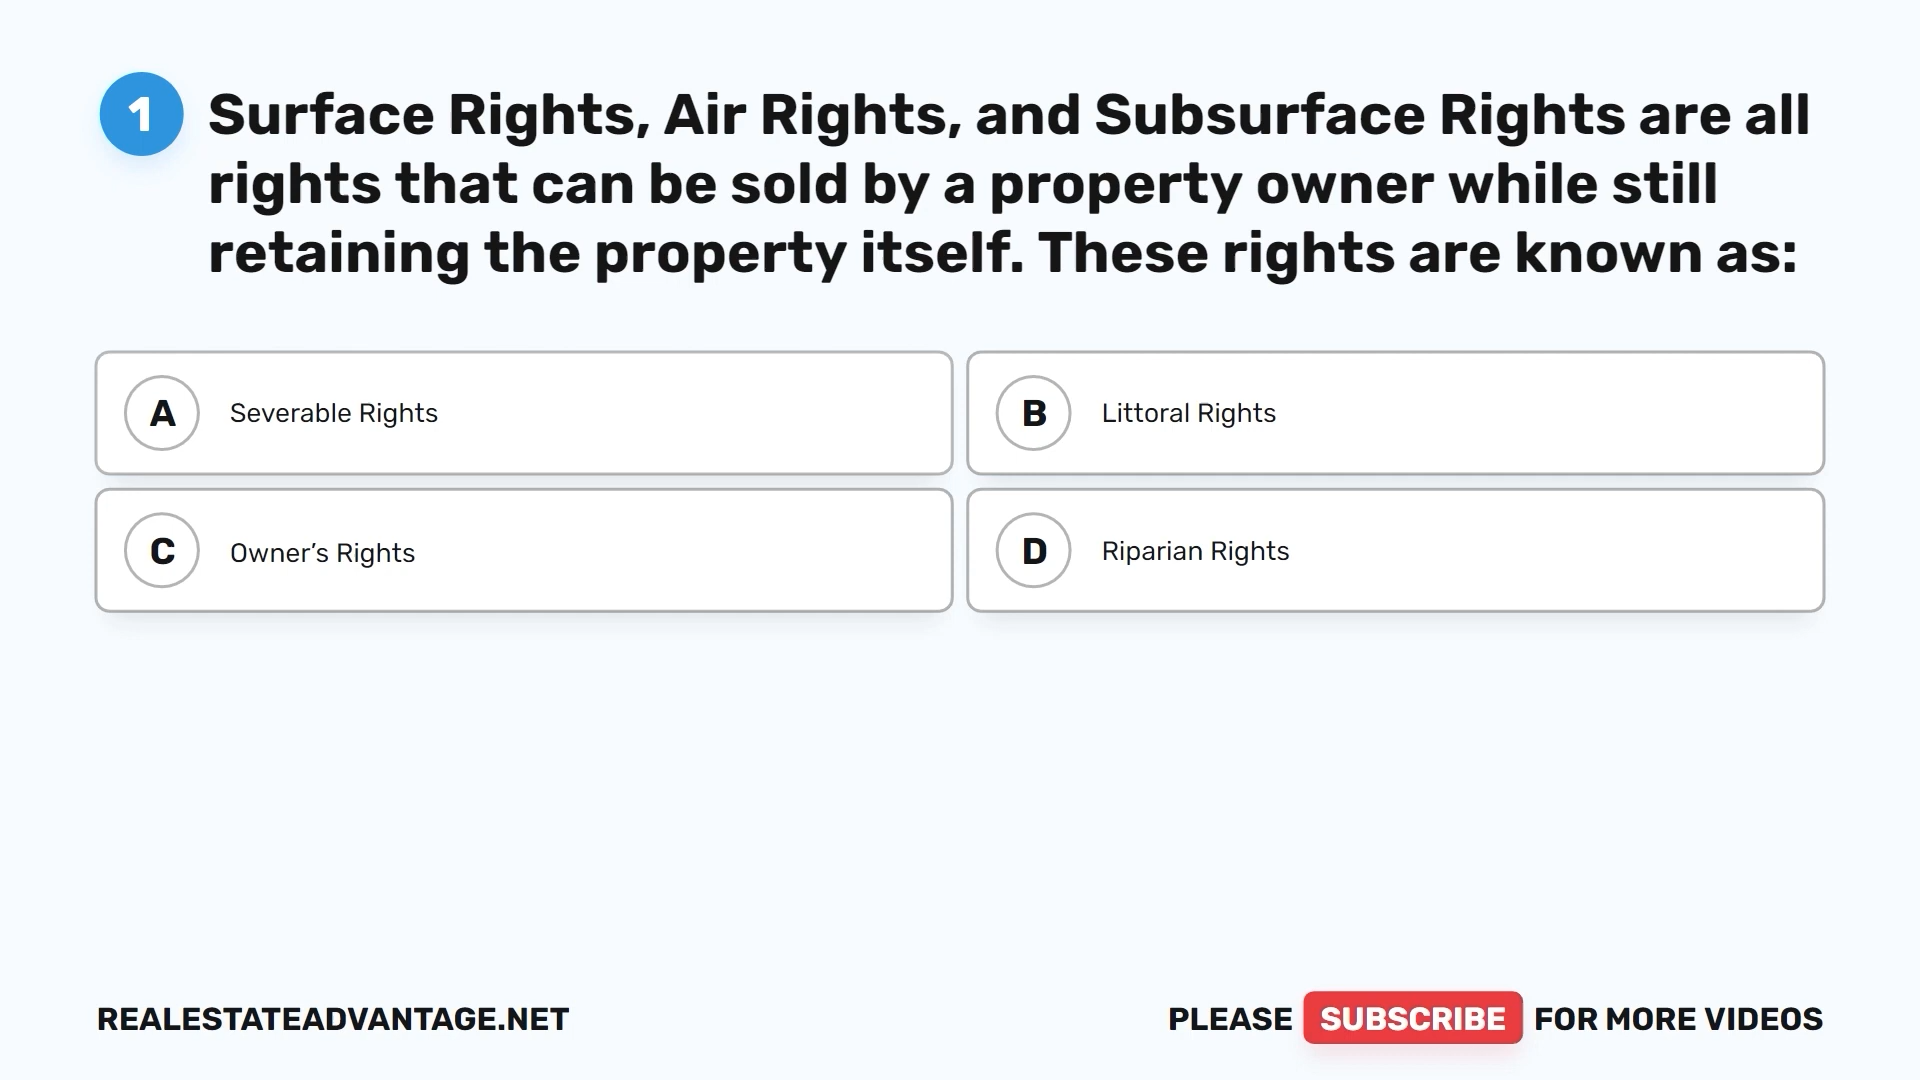 1
Surface Rights, Air Rights, and Subsurface Rights are all
rights that can be sold by a property owner while still
retaining the property itself. These rights are known as:
A Severable Rights
B Littoral Rights
C Owner’s Rights
D Riparian Rights
REALESTATEADVANTAGE.NET
PLEASE SUBSCRIBE FOR MORE VIDEOS